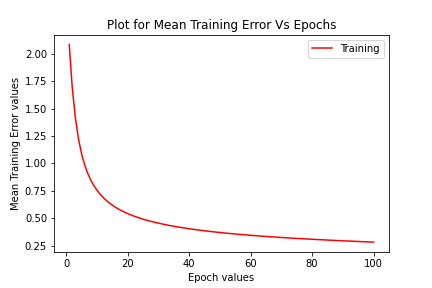 Plot for Mean Training Error Vs Epochs
Training
Mean Training Error values
2.00
1.75
1.50
1.25
1.00
0.75
0.50
0.25
0 20 40 60 80 100
Epoch values